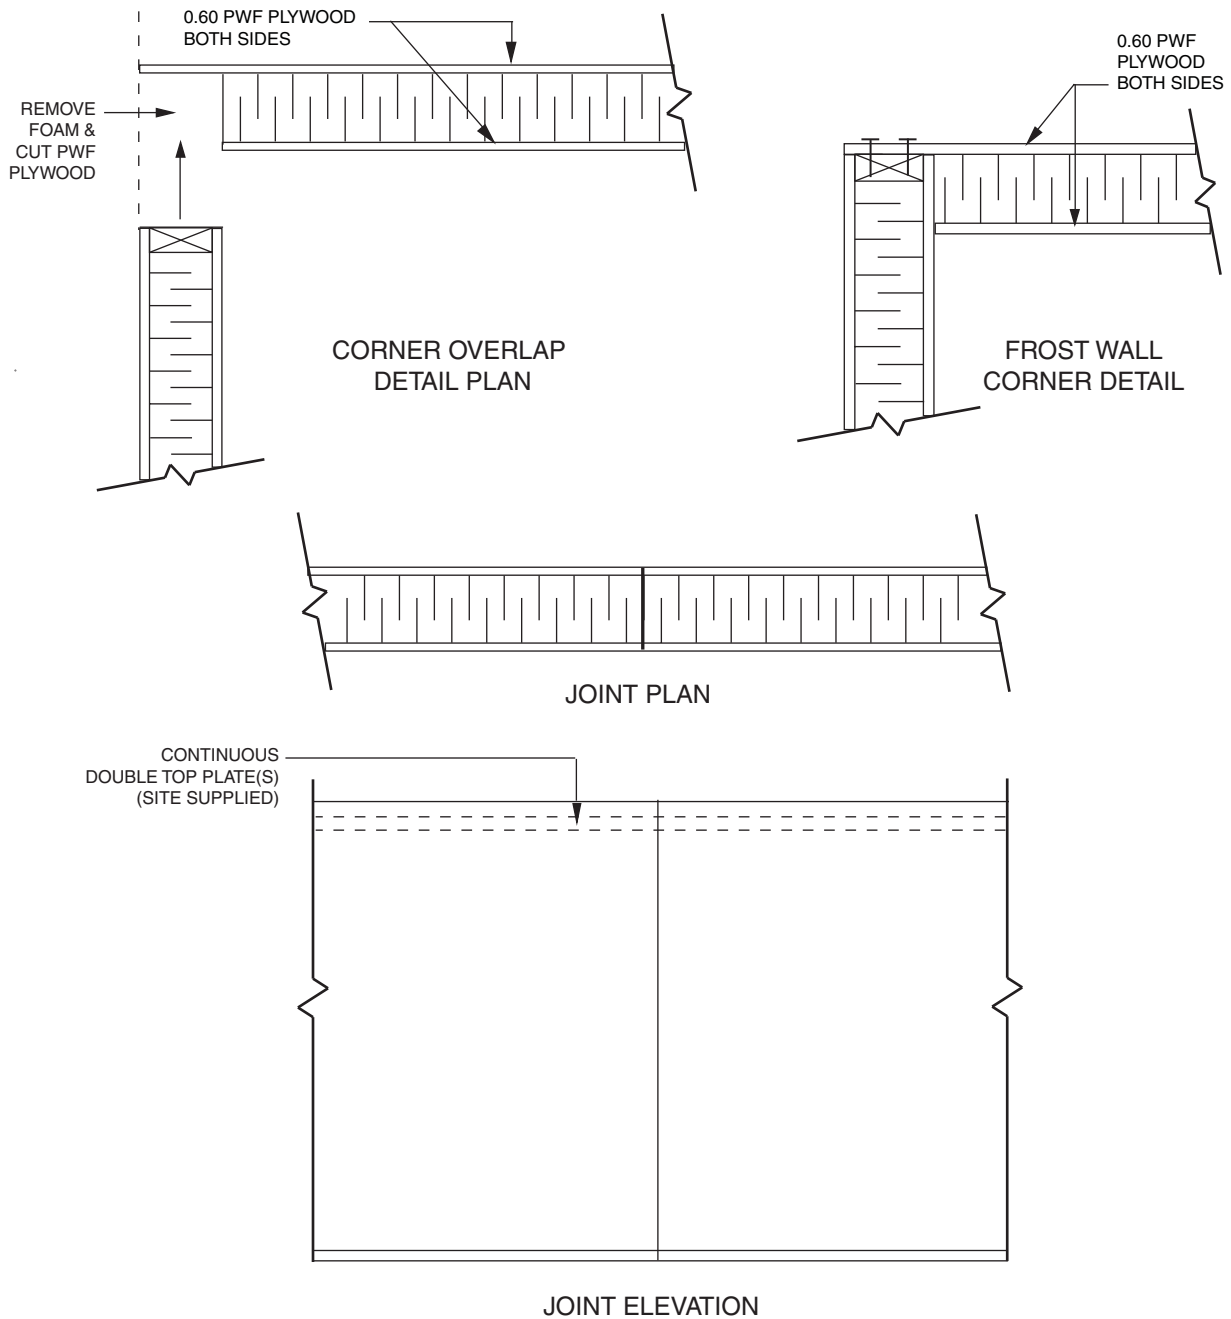 0.60 PWF PLYWOOD
BOTH SIDES
REMOVE
FOAM &
CUT PWF
PLYWOOD
0.60 PWF
PLYWOOD
BOTH SIDES
CORNER OVERLAP
DETAIL PLAN
FROST WALL
CORNER DETAIL
JOINT PLAN
CONTINUOUS
DOUBLE TOP PLATE(S)
(SITE SUPPLIED)
JOINT ELEVATION